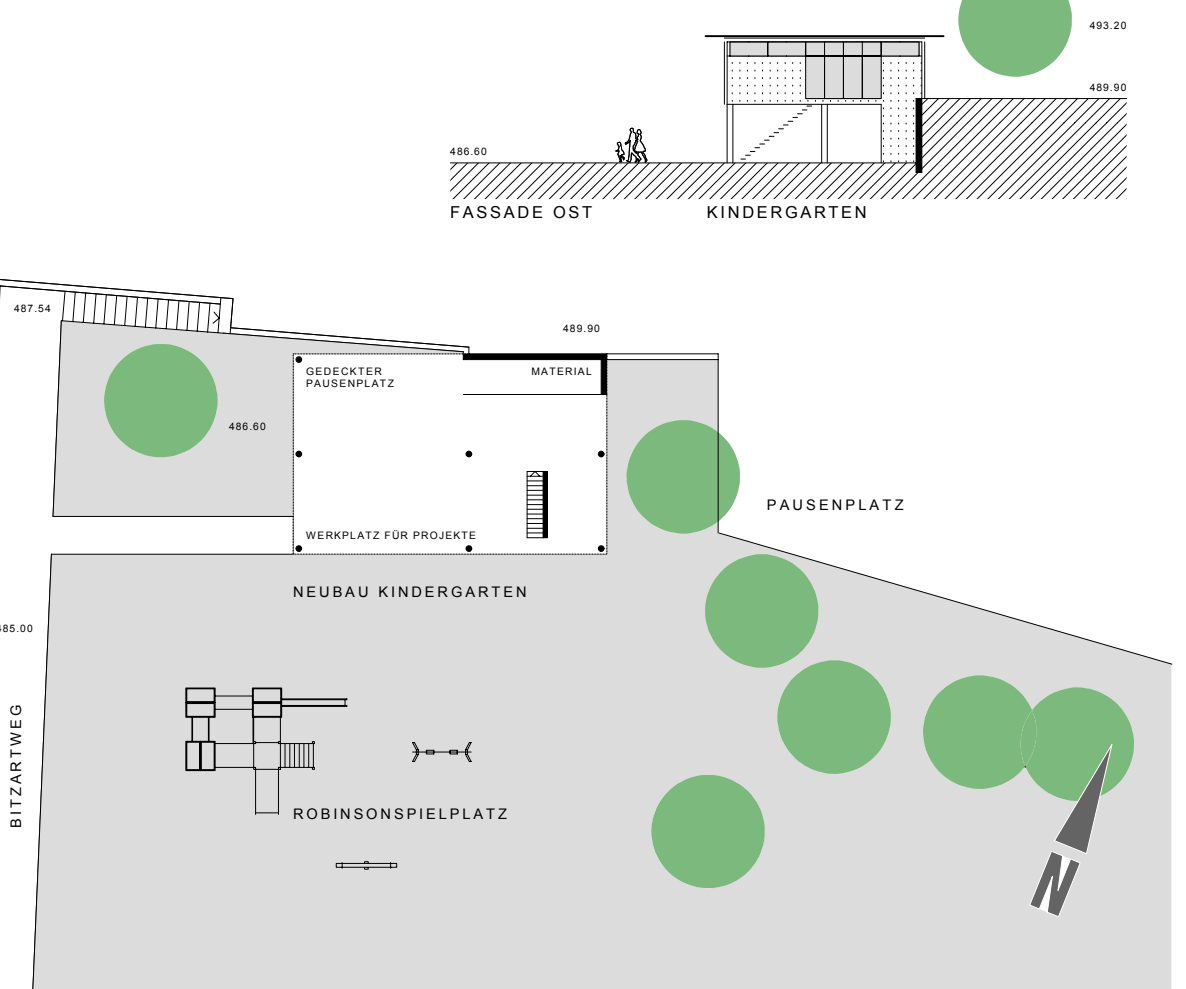 493.20
489.90
486.60
FASSADE OST
KINDERGARTEN
487.54
489.90
GEDECKTER
PAUSENPLATZ
MATERIAL
486.60
PAUSENPLATZ
WERKPLATZ FÜR PROJEKTE
NEUBAU KINDERGARTEN
485.00
BITZARTWEG
ROBINSONSPIELPLATZ
N